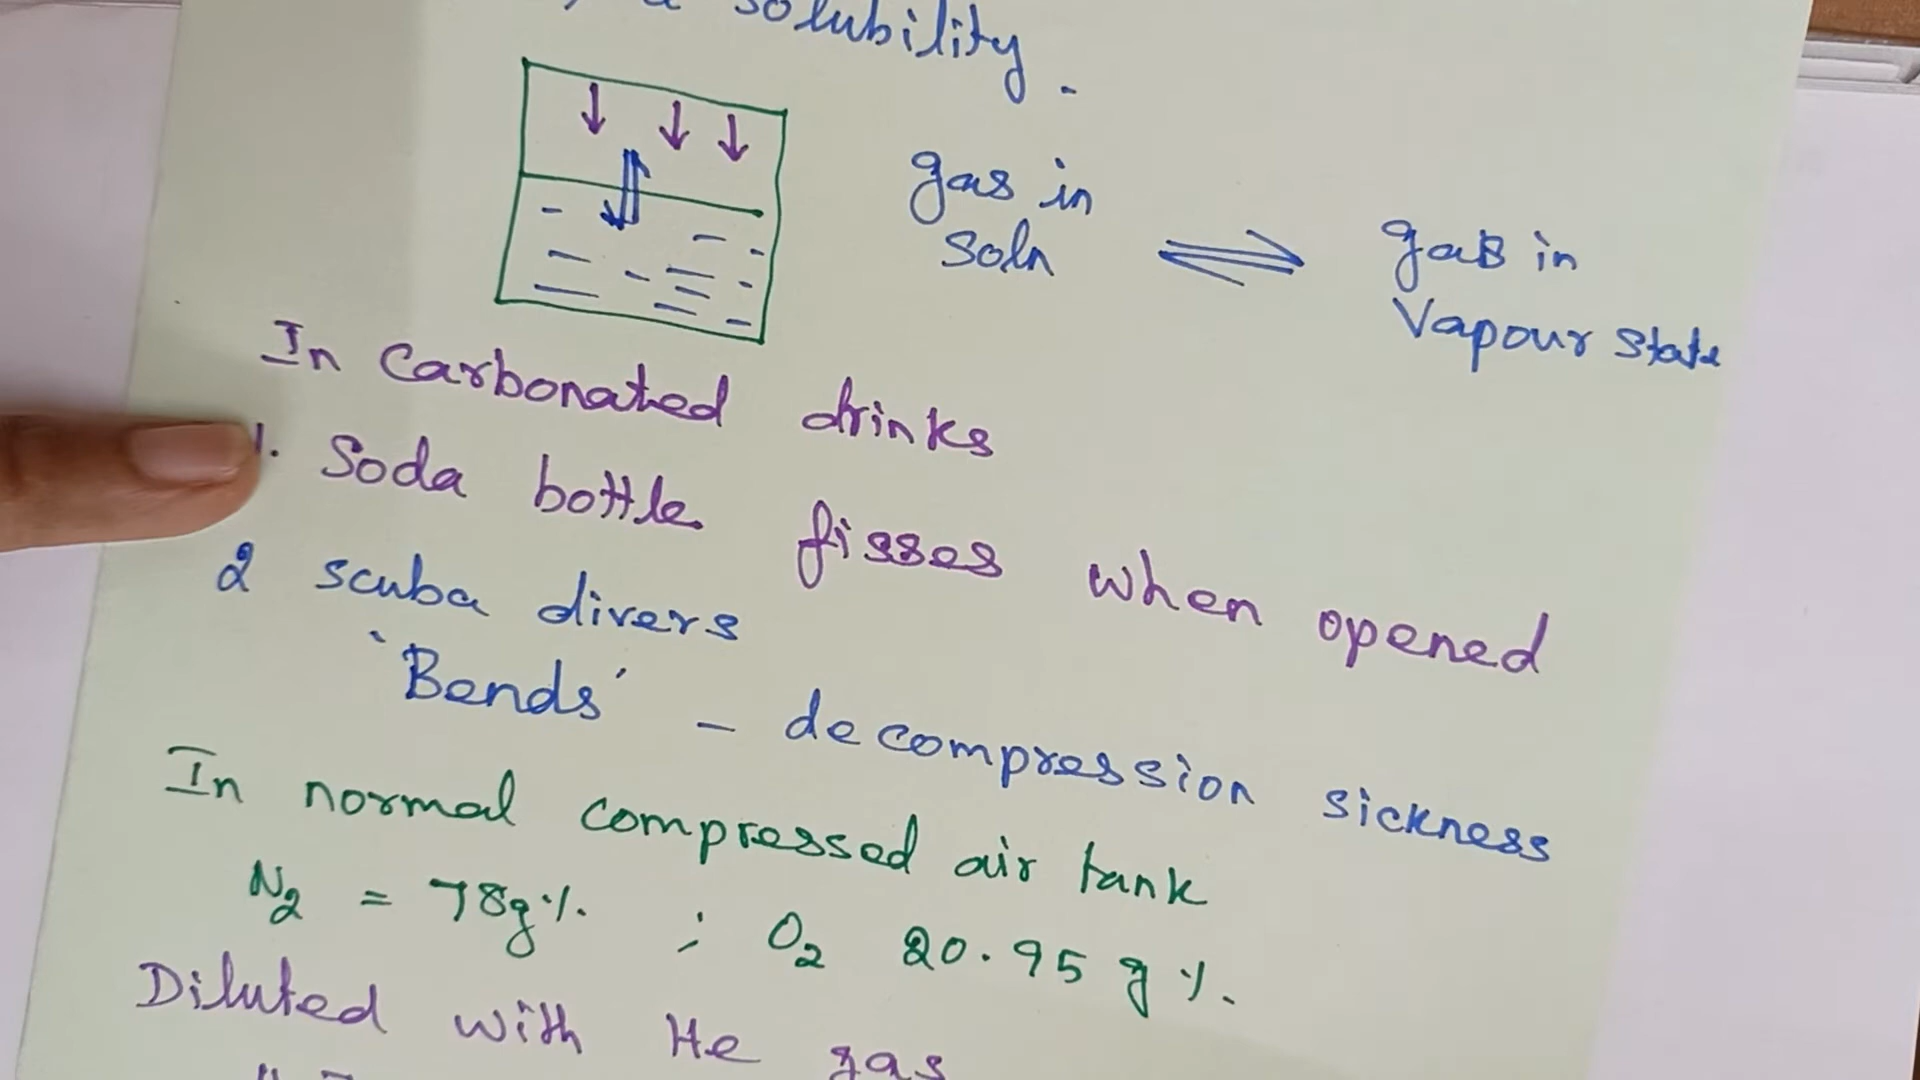 solubility.
gas in soln ⇌ gas in Vapour State
In Carbonated drinks
1. Soda bottle fisses when opened
2 scuba divers
'Bends' - decompression sickness
In normal compressed air tank
N2 = 78g% ; O2 20.95 g%.
Diluted with He gas